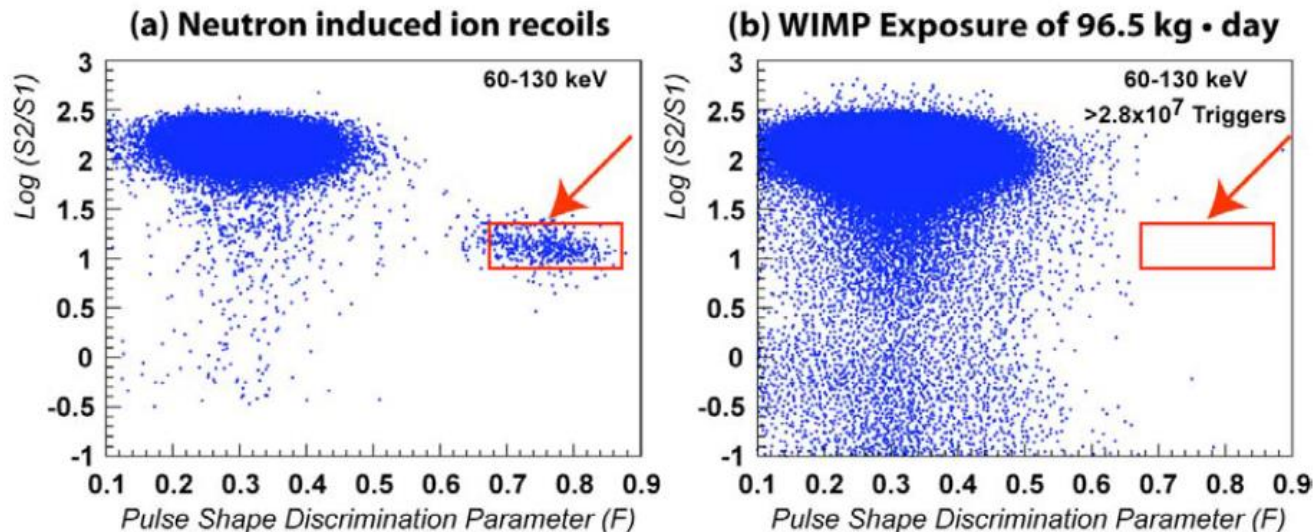 (a) Neutron induced ion recoils
60-130 keV
Log (S2/S1)
3
2.5
2
1.5
1
0.5
0
-0.5
-1
0.1 0.2 0.3 0.4 0.5 0.6 0.7 0.8 0.9
Pulse Shape Discrimination Parameter (F)
(b) WIMP Exposure of 96.5 kg • day
60-130 keV
>2.8x10⁷ Triggers
Log (S2/S1)
3
2.5
2
1.5
1
0.5
0
-0.5
-1
0.1 0.2 0.3 0.4 0.5 0.6 0.7 0.8 0.9
Pulse Shape Discrimination Parameter (F)